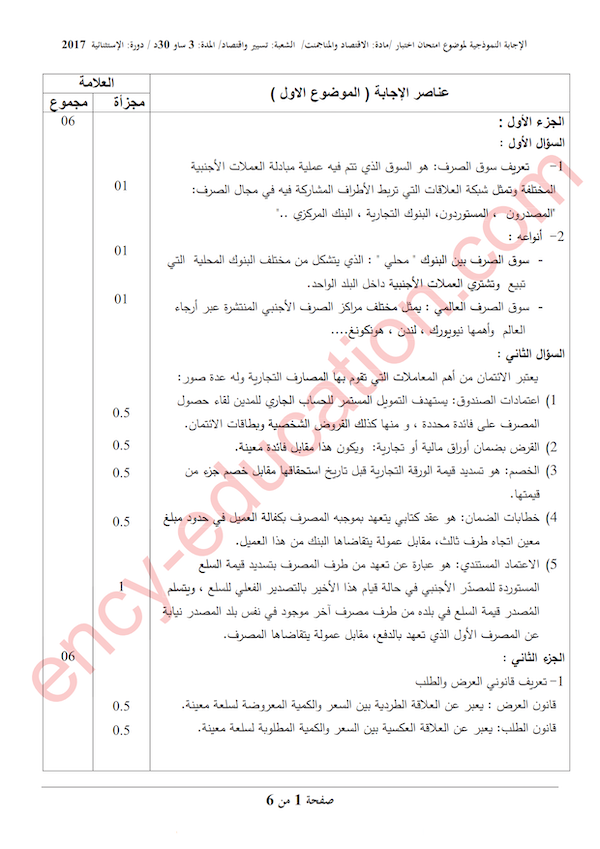 الإجابة النموذجية لموضوع امتحان اختبار /مادة: الاقتصاد والمناجمنت/ الشعبة: تسيير واقتصاد/ المدة: 3 ساو 30د / دورة: الإستثنائية 2017
عناصر الإجابة ( الموضوع الاول )
العلامة
مجزأة
مجموع
الجزء الأول :
06
السؤال الأول :
1- تعريف سوق الصرف: هو السوق الذي تتم فيه عملية مبادلة العملات الأجنبية
المختلفة وتمثل شبكة العلاقات التي تربط الأطراف المشاركة فيه في مجال الصرف:
01
"المصدرون ، المستوردون، البنوك التجارية ، البنك المركزي .."
2- أنواعه :
- سوق الصرف بين البنوك " محلي " : الذي يتشكل من مختلف البنوك المحلية التي
01
تبيع وتشتري العملات الأجنبية داخل البلد الواحد.
- سوق الصرف العالمي : يمثل مختلف مراكز الصرف الأجنبي المنتشرة عبر أرجاء
01
العالم وأهمها نيويورك ، لندن ، هونكونغ....
السؤال الثاني :
يعتبر الائتمان من أهم المعاملات التي تقوم بها المصارف التجارية وله عدة صور:
1) اعتمادات الصندوق: يستهدف التمويل المستمر للحساب الجاري للمدين لقاء حصول
0.5
المصرف على فائدة محددة ، و منها كذلك القروض الشخصية وبطاقات الائتمان.
2) القرض بضمان أوراق مالية أو تجارية: ويكون هذا مقابل فائدة معينة.
0.5
3) الخصم: هو تسديد قيمة الورقة التجارية قبل تاريخ استحقاقها مقابل خصم جزء من
0.5
قيمتها.
4) خطابات الضمان: هو عقد كتابي يتعهد بموجبه المصرف بكفالة العميل في حدود مبلغ
0.5
معين اتجاه طرف ثالث، مقابل عمولة يتقاضاها البنك من هذا العميل.
5) الاعتماد المستندي: هو عبارة عن تعهد من طرف المصرف بتسديد قيمة السلع
المستوردة للمصدّر الأجنبي في حالة قيام هذا الأخير بالتصدير الفعلي للسلع ، ويتسلم
1
المُصدر قيمة السلع في بلده من طرف مصرف آخر موجود في نفس بلد المصدر نيابة
عن المصرف الأول الذي تعهد بالدفع، مقابل عمولة يتقاضاها المصرف.
الجزء الثاني :
06
1- تعريف قانوني العرض والطلب
قانون العرض : يعبر عن العلاقة الطردية بين السعر والكمية المعروضة لسلعة معينة.
0.5
قانون الطلب: يعبر عن العلاقة العكسية بين السعر والكمية المطلوبة لسلعة معينة.
0.5
صفحة 1 من 6
ency-education.com